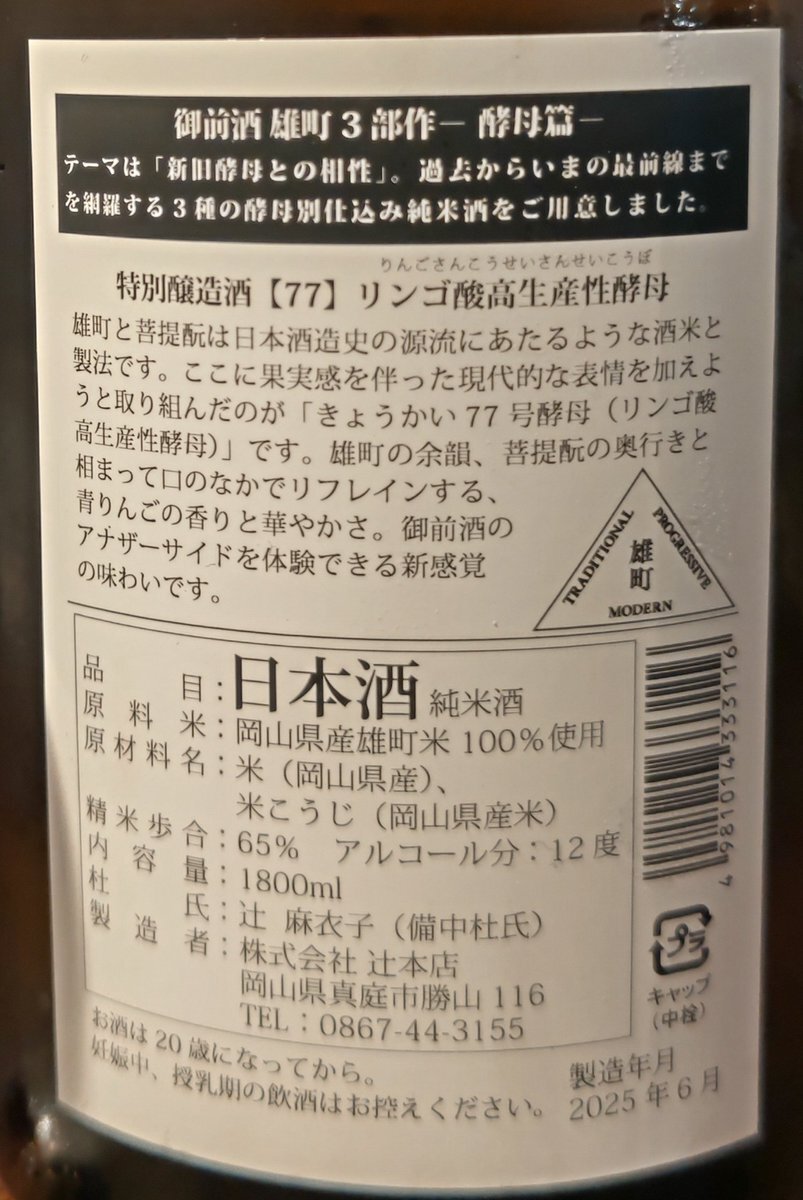 御前酒 雄町3部作− 酵母篇−
テーマは「新旧酵母との相性」。過去からいまの最前線まで
を網羅する3種の酵母別仕込み純米酒をご用意しました。
りんごさんこうせいさんせいこうぼ
特別醸造酒【77】リンゴ酸高生産性酵母
雄町と菩提酛は日本酒造史の源流にあたるような酒米と
製法です。ここに果実感を伴った現代的な表情を加えよ
うと取り組んだのが「きょうかい77号酵母（リンゴ酸
高生産性酵母）」です。雄町の余韻、菩提酛の奥行きと
相まって口のなかでリフレインする、
青りんごの香りと華やかさ。御前酒の
アナザーサイドを体験できる新感覚
の味わいです。
TRADITIONAL
PROGRESSIVE
雄町
MODERN
品目：日本酒 純米酒
原料米：岡山県産雄町米100%使用
原材料名：米（岡山県産）、
米こうじ（岡山県産米）
精米歩合：65% アルコール分：12度
内容量：1800ml
杜氏：辻 麻衣子（備中杜氏）
製造者：株式会社 辻本店
岡山県真庭市勝山116
TEL：0867-44-3155
4981014333116
プラ
キャップ
（中栓）
お酒は20歳になってから。
妊娠中、授乳期の飲酒はお控えください。
製造年月
2025年6月